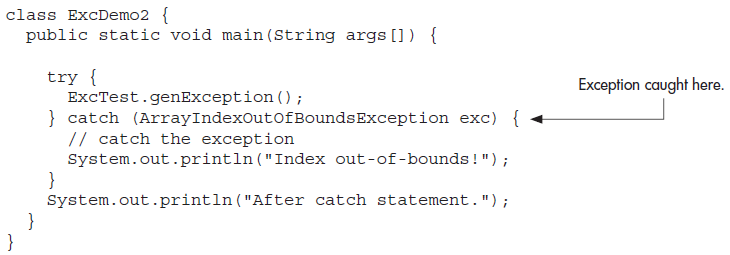 class ExcDemo2 {
  public static void main(String args[]) {

    try {
      ExcTest.genException();
    } catch (ArrayIndexOutOfBoundsException exc) {
      // catch the exception
      System.out.println("Index out-of-bounds!");
    }
    System.out.println("After catch statement.");
  }
}
Exception caught here.